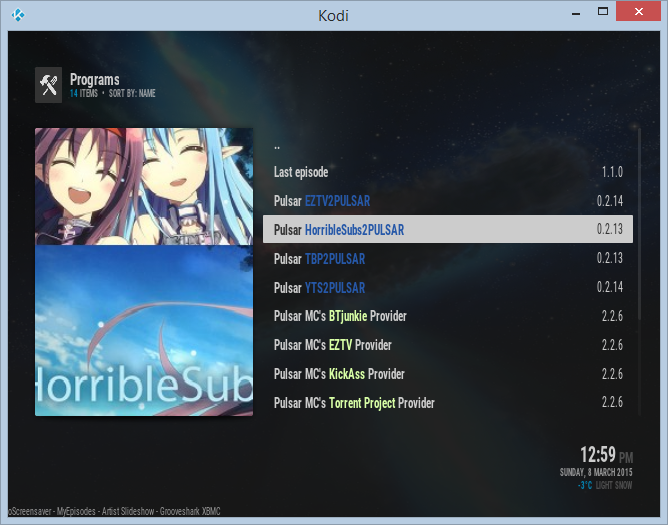 Kodi
Programs
14 ITEMS • SORT BY: NAME
..
Last episode 1.1.0
Pulsar EZTV2PULSAR 0.2.14
Pulsar HorribleSubs2PULSAR 0.2.13
Pulsar TBP2PULSAR 0.2.13
Pulsar YTS2PULSAR 0.2.14
Pulsar MC's BTjunkie Provider 2.2.6
Pulsar MC's EZTV Provider 2.2.6
Pulsar MC's KickAss Provider 2.2.6
Pulsar MC's Torrent Project Provider 2.2.6
HorribleSub
12:59 PM
SUNDAY, 8 MARCH 2015
-3°C LIGHT SNOW
oScreensaver - MyEpisodes - Artist Slideshow - Grooveshark XBMC